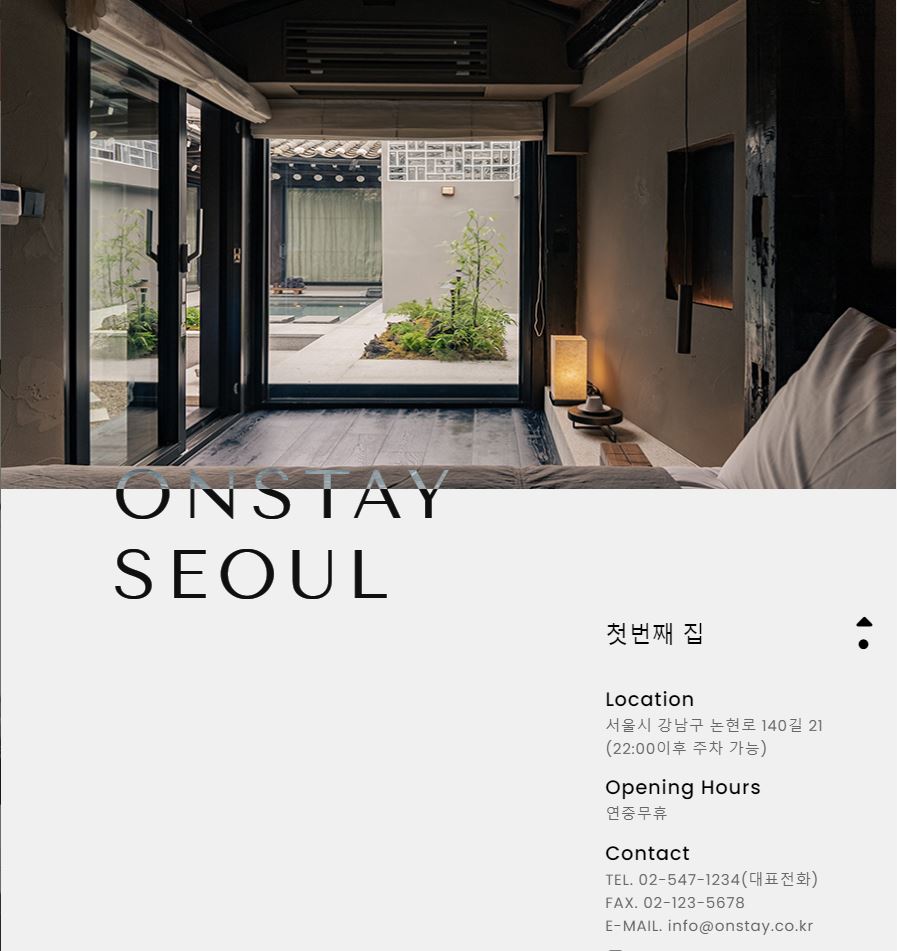 ONSTAY
SEOUL
첫번째 집
Location
서울시 강남구 논현로 140길 21
(22:00이후 주차 가능)
Opening Hours
연중무휴
Contact
TEL. 02-547-1234(대표전화)
FAX. 02-123-5678
E-MAIL. info@onstay.co.kr